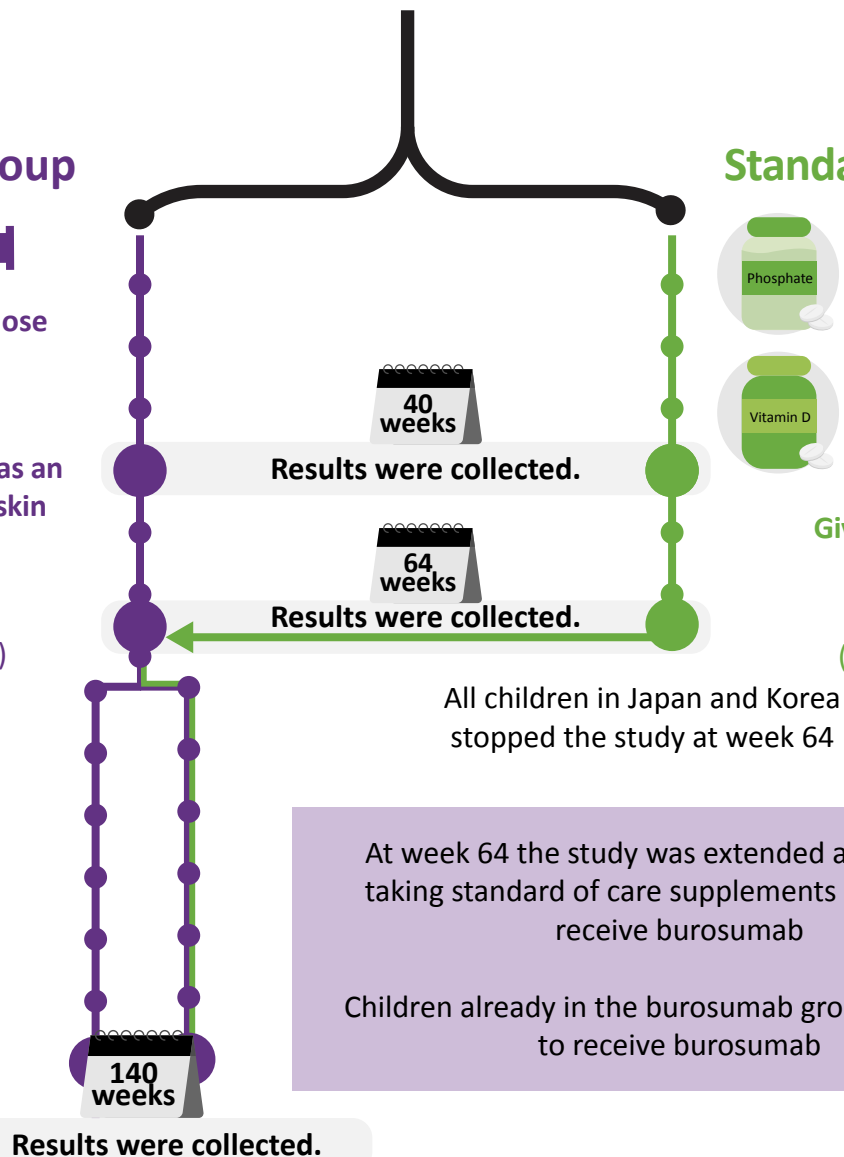 oup
Standa
Phosphate
ose
40
weeks
Vitamin D
Results were collected.
as an
skin
Giv
64
weeks
Results were collected.
)
(
All children in Japan and Korea
stopped the study at week 64
At week 64 the study was extended a
taking standard of care supplements
receive burosumab
Children already in the burosumab gro
to receive burosumab
140
weeks
Results were collected.